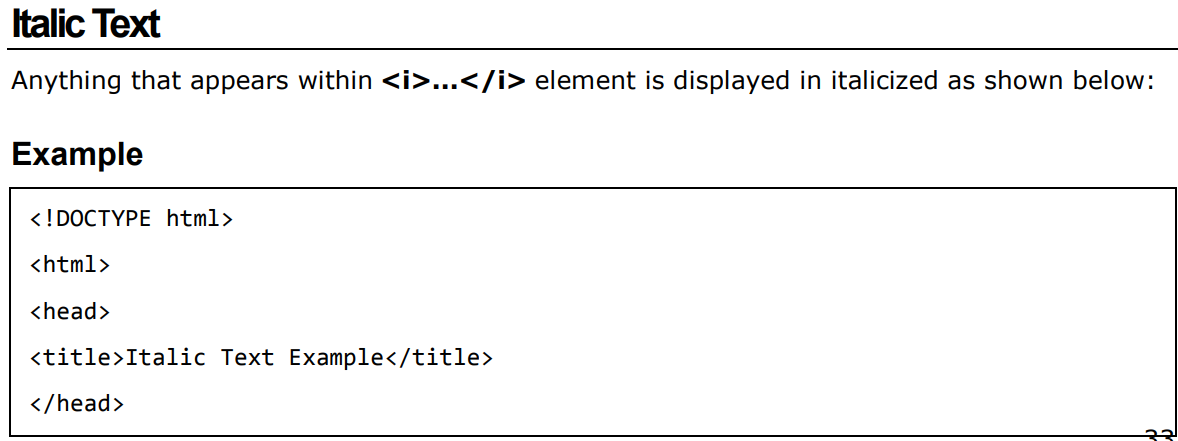 Italic Text
Anything that appears within <i>...</i> element is displayed in italicized as shown below:
Example
<!DOCTYPE html>
<html>
<head>
<title>Italic Text Example</title>
</head>
33